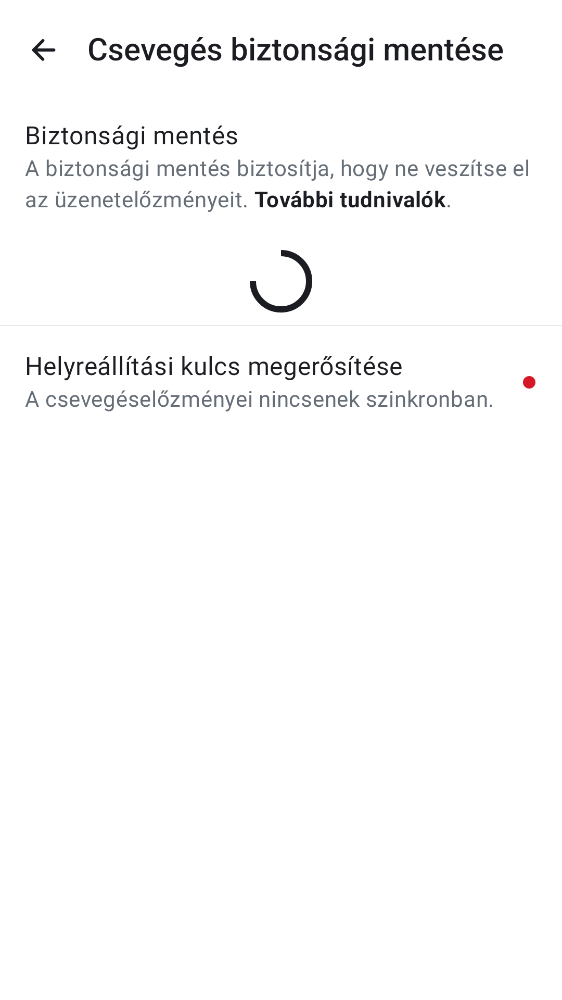 Csevegés biztonsági mentése
Biztonsági mentés
A biztonsági mentés biztosítja, hogy ne veszítse el
az üzenetelőzményeit. További tudnivalók.
Helyreállítási kulcs megerősítése
A csevegéselőzményei nincsenek szinkronban.